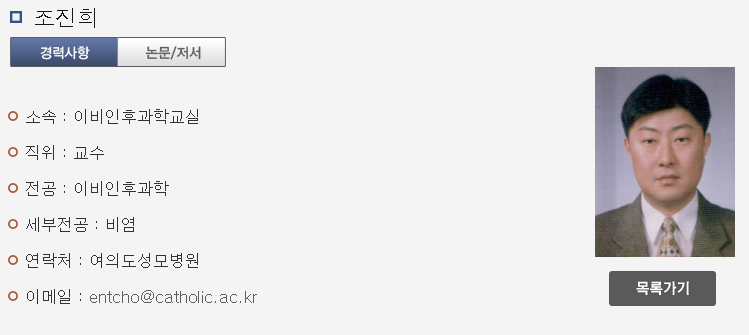 조진희
경력사항 논문/저서
소속 : 이비인후과학교실
직위 : 교수
전공 : 이비인후과학
세부전공 : 비염
연락처 : 여의도성모병원
이메일 : entcho@catholic.ac.kr
목록가기